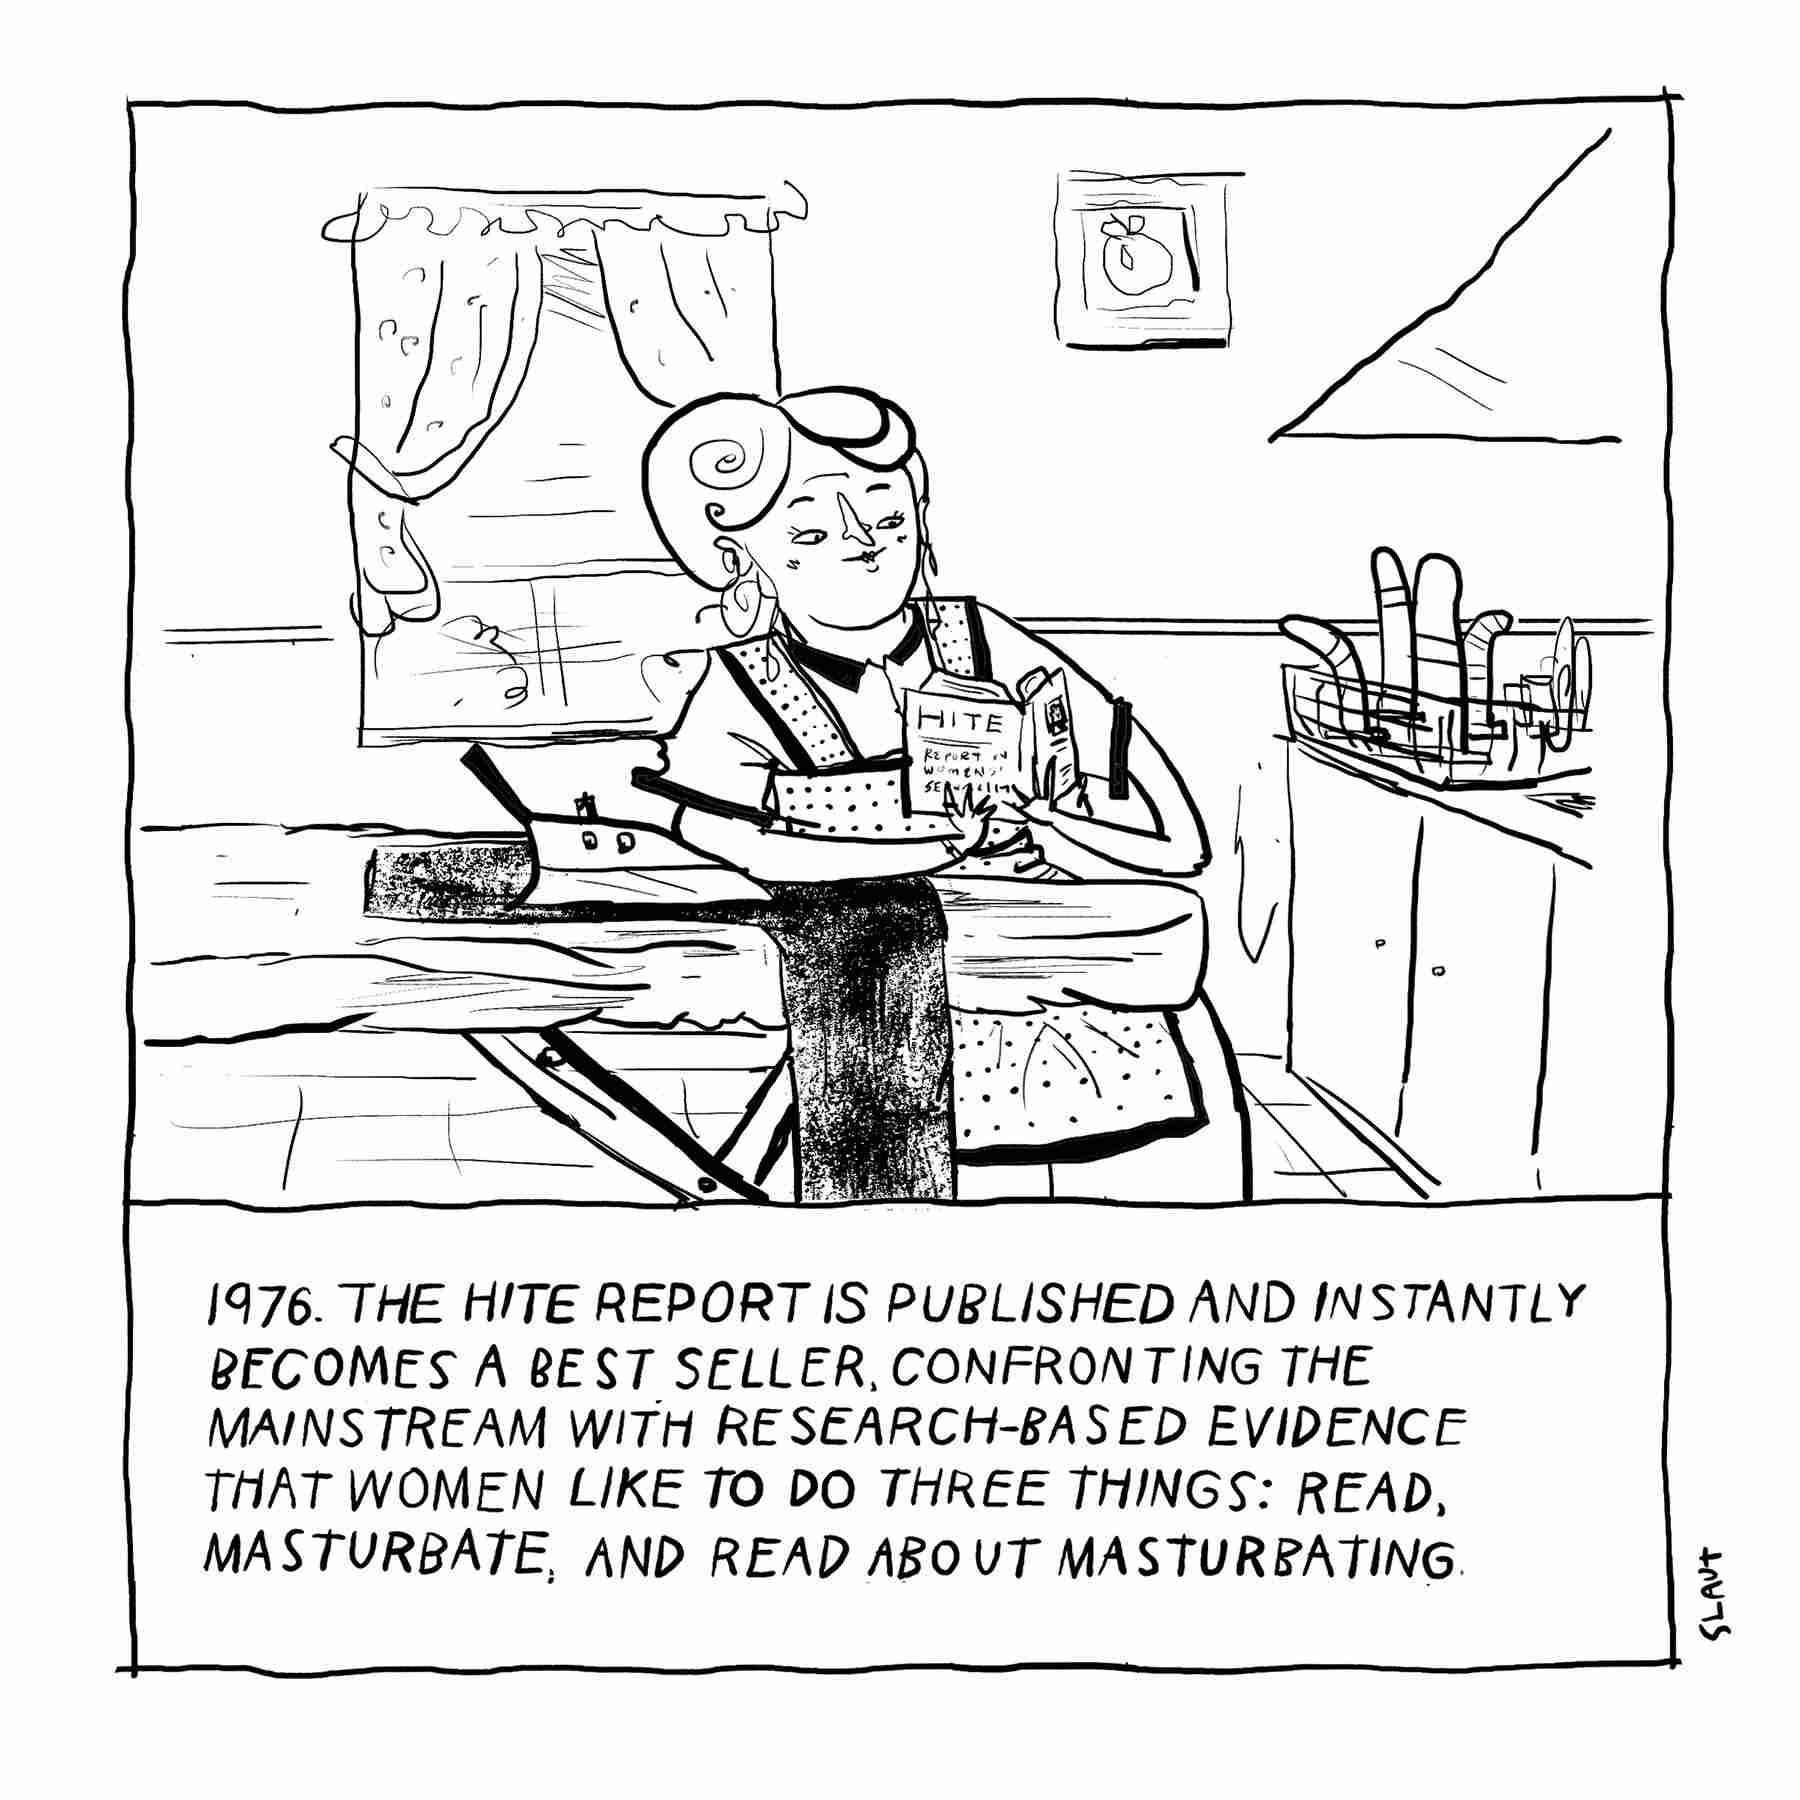 HITE
REPORT ON
WOMENS'
1976. THE HITE REPORT IS PUBLISHED AND INSTANTLY
BECOMES A BEST SELLER, CONFRONTING THE
MAINSTREAM WITH RESEARCH-BASED EVIDENCE
THAT WOMEN LIKE TO DO THREE THINGS: READ,
MASTURBATE, AND READ ABOUT MASTURBATING.
SLAUT